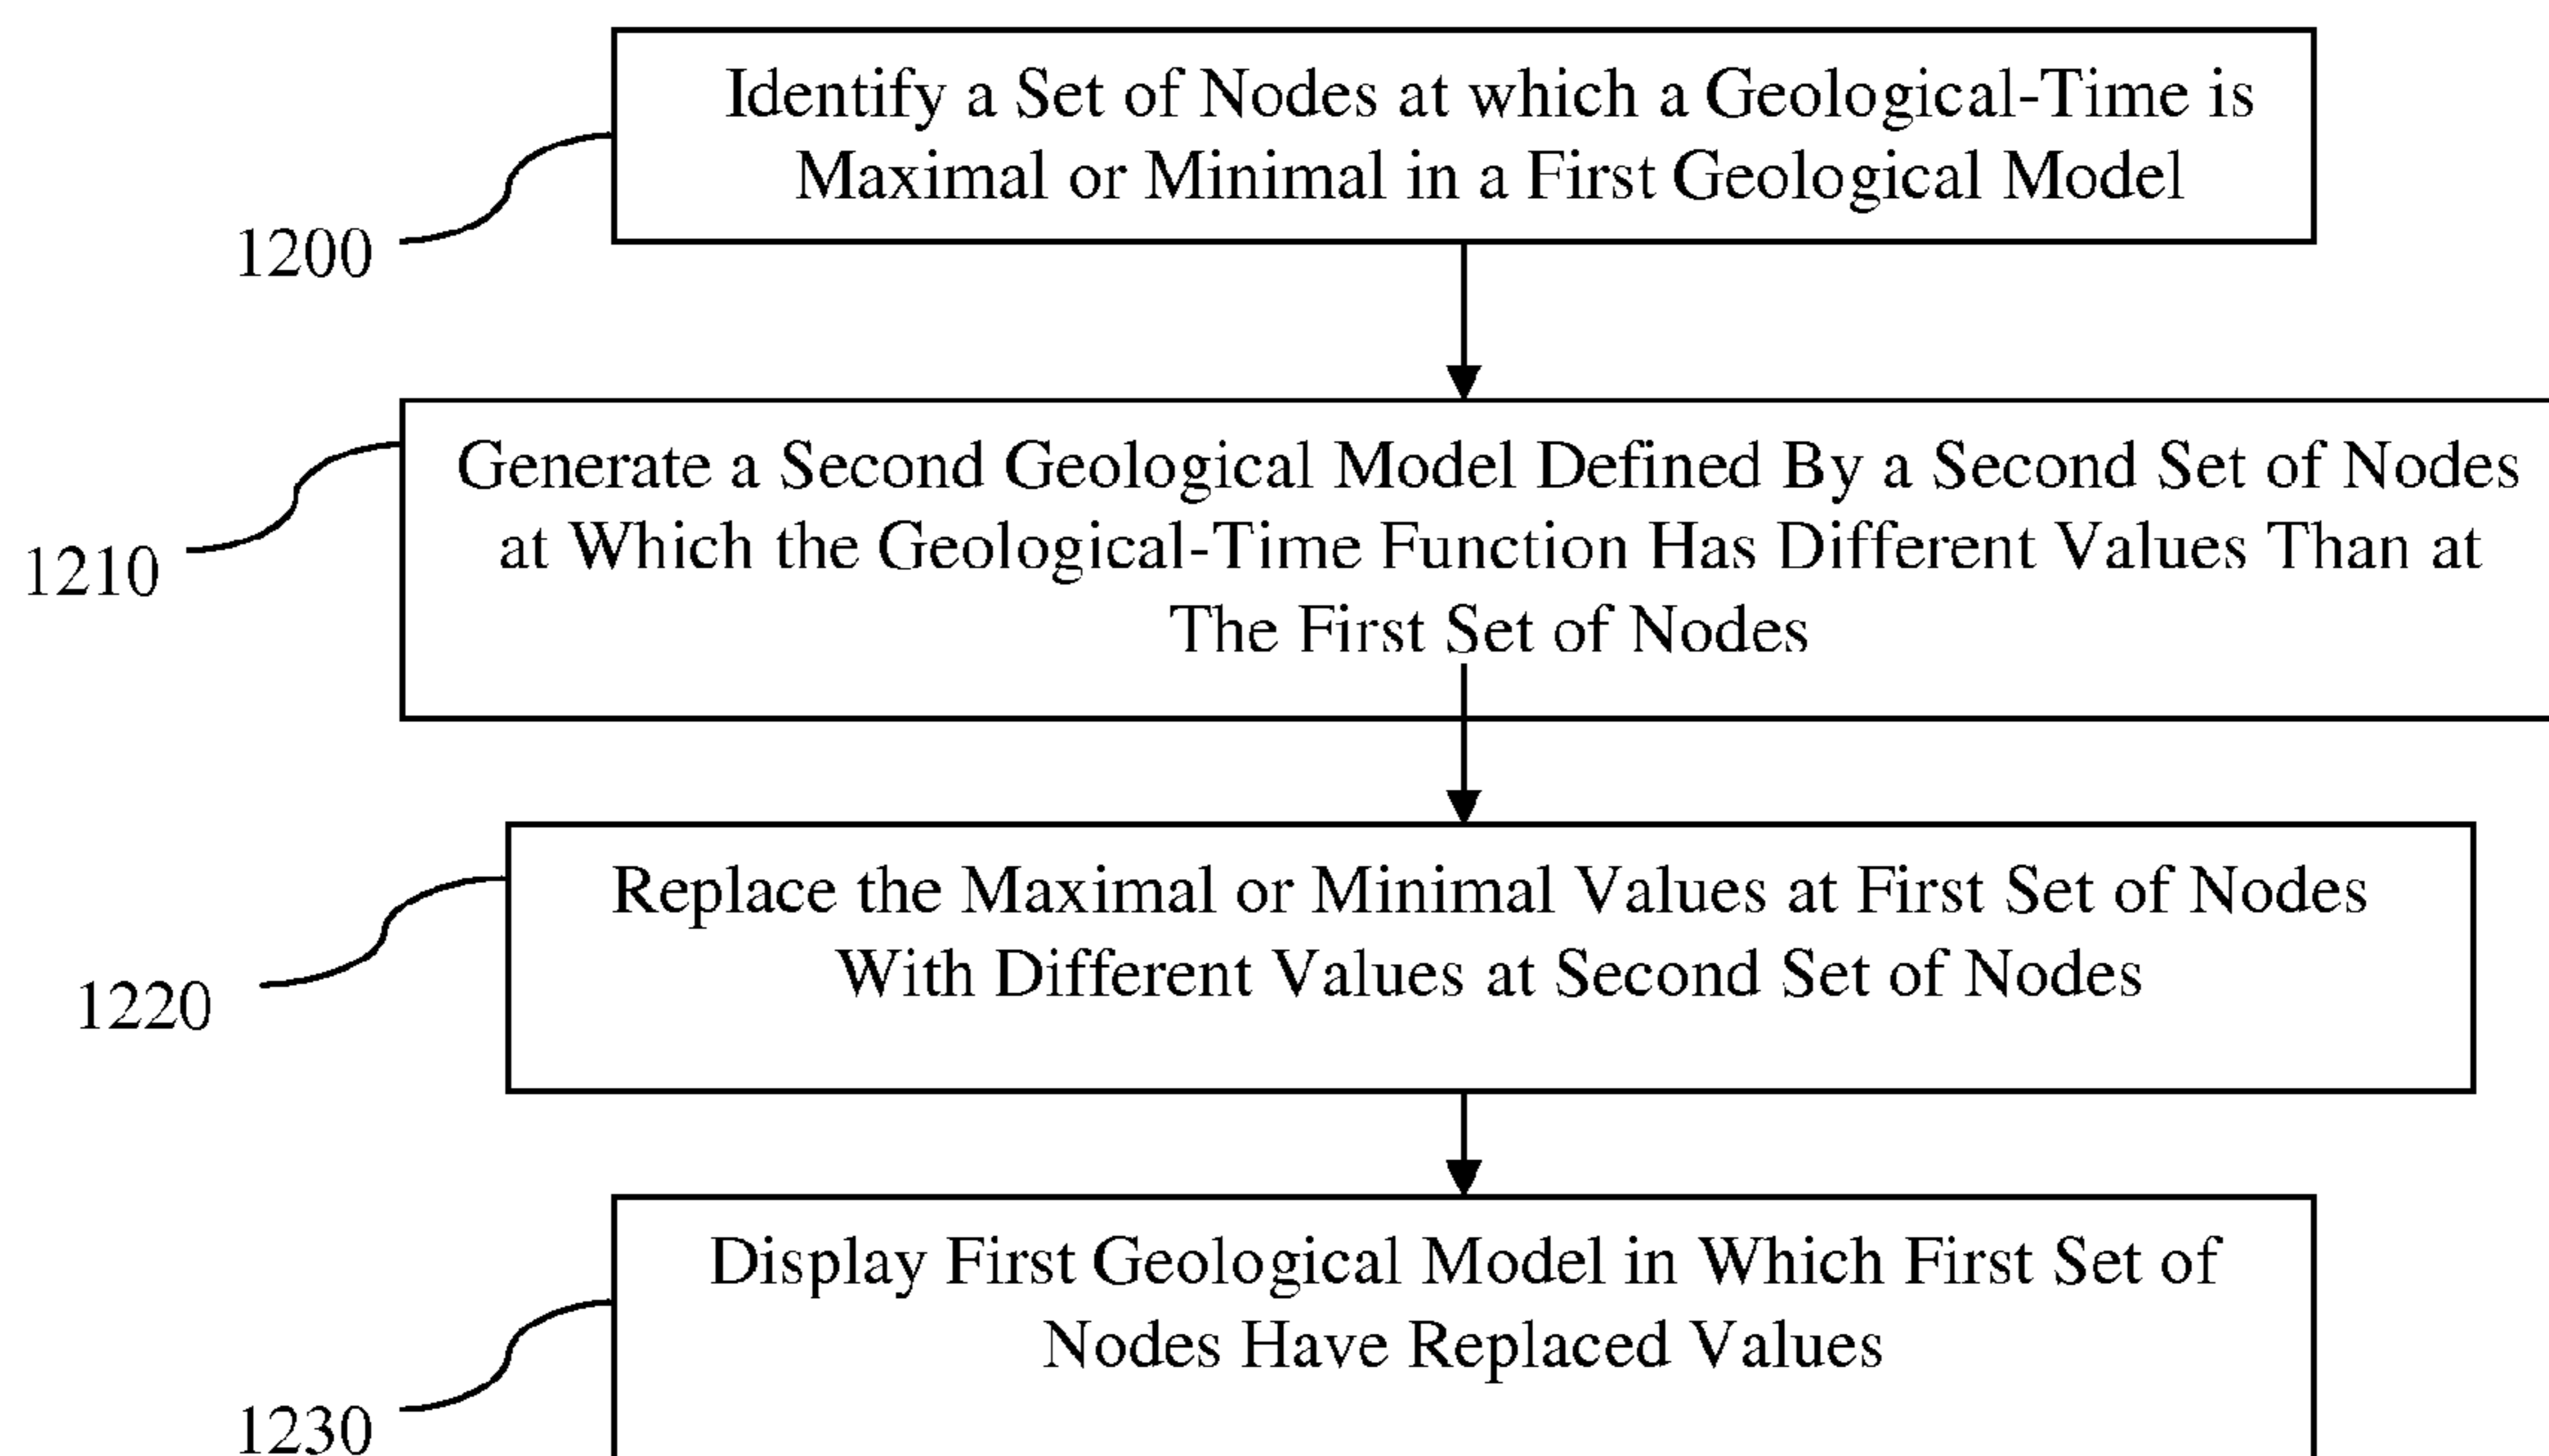 Identify a Set of Nodes at which a Geological-Time is
Maximal or Minimal in a First Geological Model
1200
Generate a Second Geological Model Defined By a Second Set of Nodes
at Which the Geological-Time Function Has Different Values Than at
The First Set of Nodes
1210
Replace the Maximal or Minimal Values at First Set of Nodes
With Different Values at Second Set of Nodes
1220
Display First Geological Model in Which First Set of
Nodes Have Replaced Values
1230